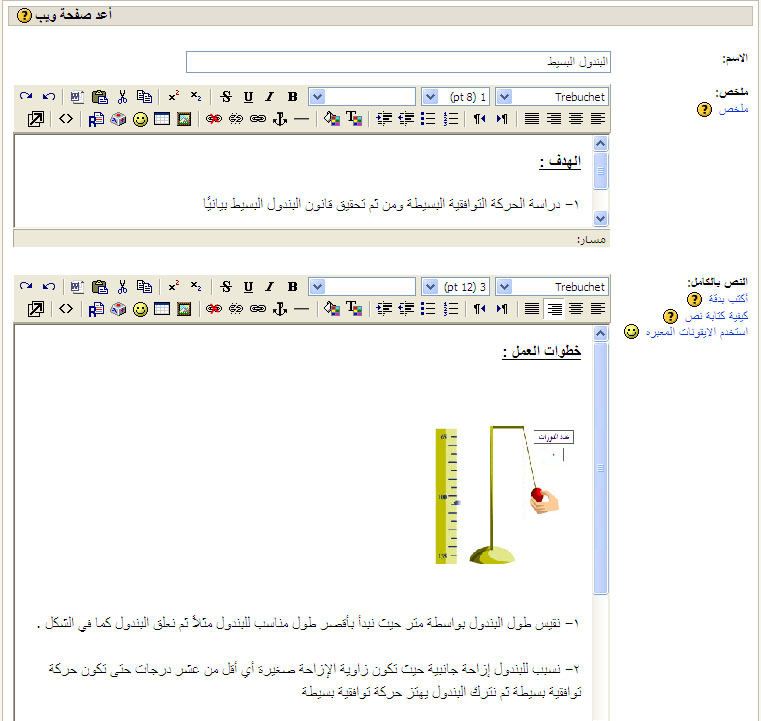 أعد صفحة ويب
الاسم:
البندول البسيط
ملخص:
ملخص
Trebuchet
1 (8 pt)
الهدف :
١- دراسة الحركة التوافقية البسيطة ومن ثم تحقيق قانون البندول البسيط بيانيًا
مسار:
النص بالكامل:
أكتب بدقة
كيفية كتابة نص
استخدم الايقونات المعبره
Trebuchet
3 (12 pt)
خطوات العمل :
عدد الدورات
٠
65
100
135
١- نقيس طول البندول بواسطة متر حيث نبدأ بأقصر طول مناسب للبندول مثلاً ثم نعلق البندول كما في الشكل .
٢- نسبب للبندول إزاحة جانبية حيث تكون زاوية الإزاحة صغيرة أي أقل من عشر درجات حتى تكون حركة
توافقية بسيطة ثم نترك البندول يهتز حركة توافقية بسيطة